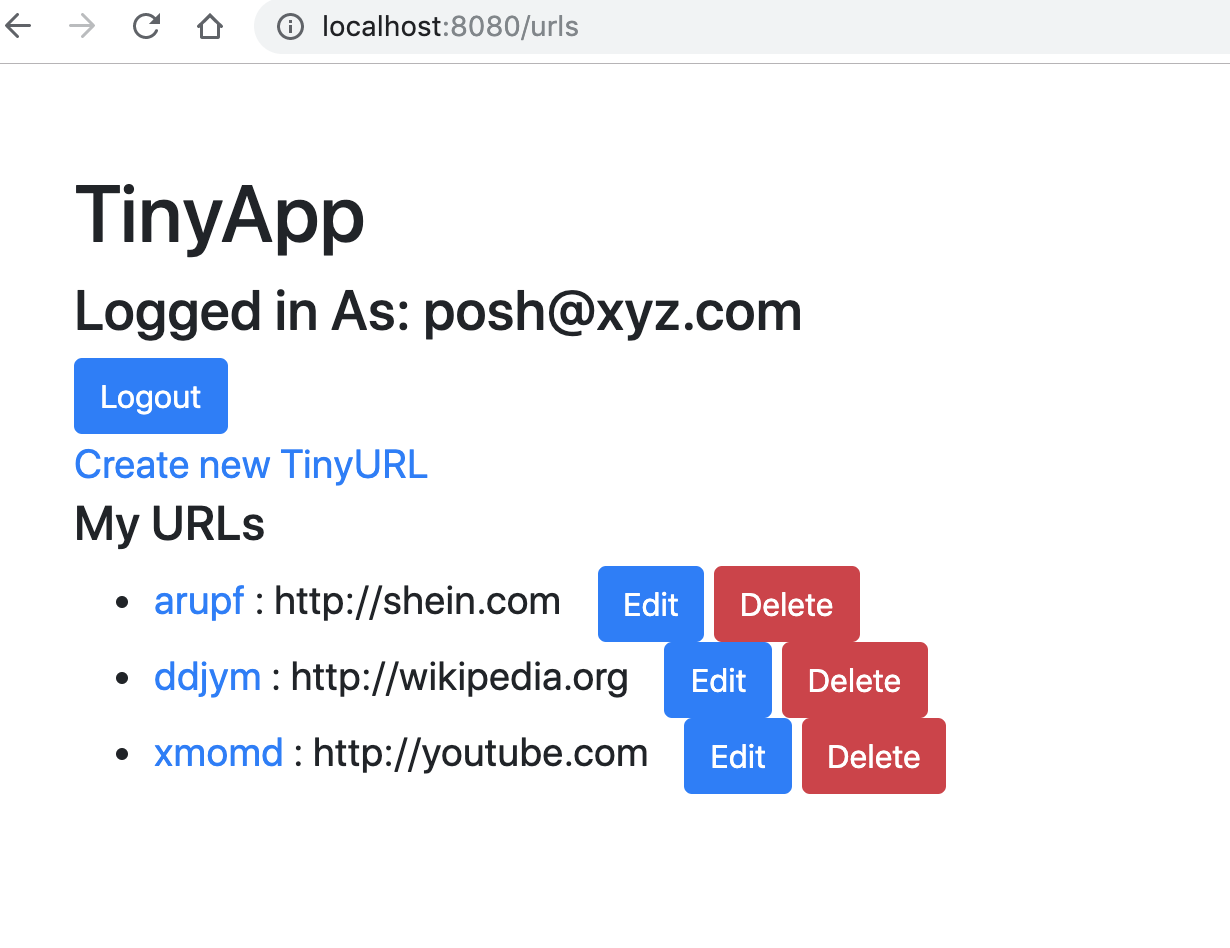 localhost:8080/urls
TinyApp
Logged in As: posh@xyz.com
Logout
Create new TinyURL
My URLs
arupf : http://shein.com Edit Delete
ddjym : http://wikipedia.org Edit Delete
xmomd : http://youtube.com Edit Delete